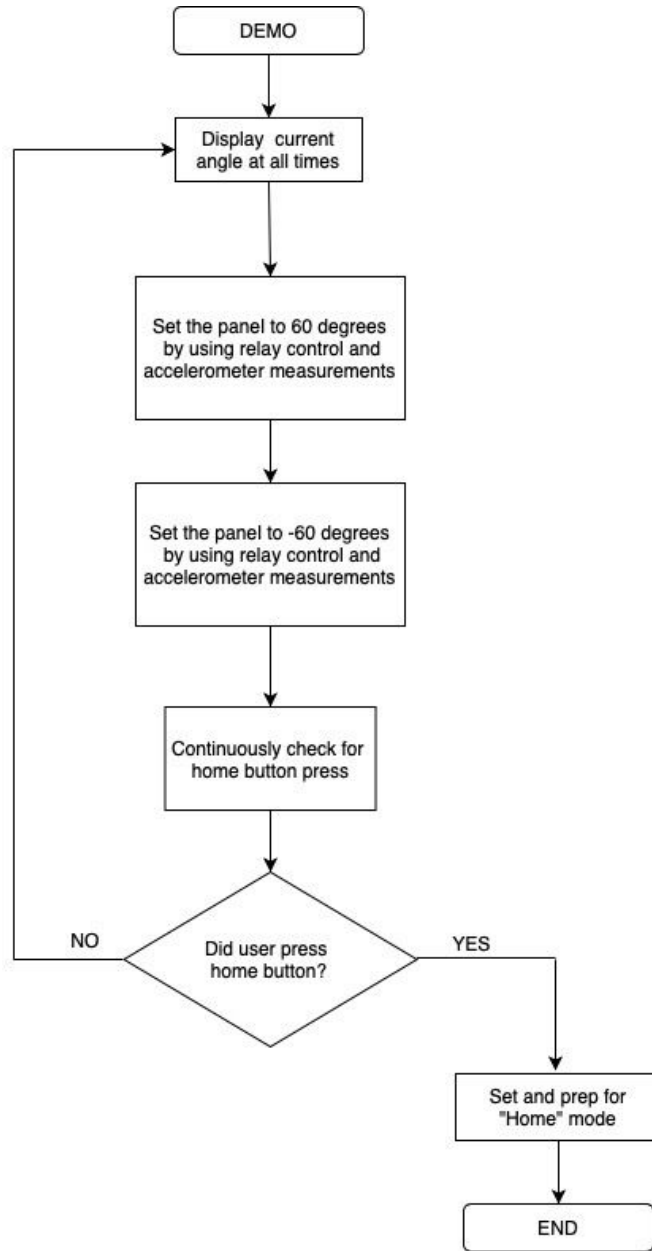 DEMO
Display current
angle at all times
Set the panel to 60 degrees
by using relay control and
accelerometer measurements
Set the panel to -60 degrees
by using relay control and
accelerometer measurements
Continuously check for
home button press
Did user press
home button?
NO
YES
Set and prep for
"Home" mode
END